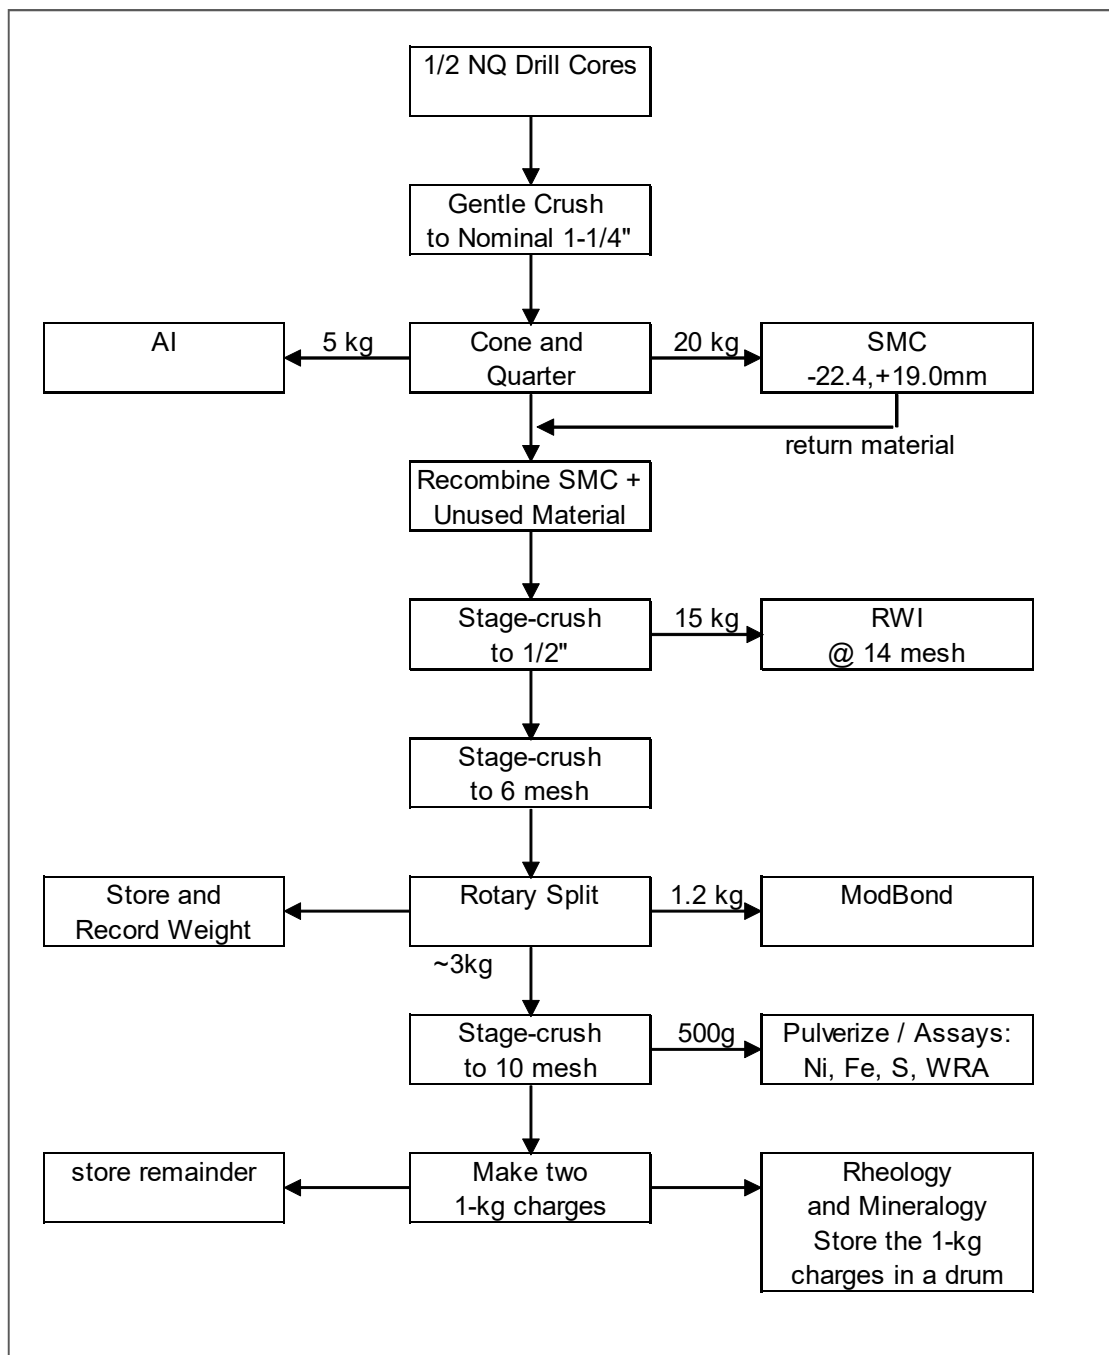 1/2 NQ Drill Cores
Gentle Crush
to Nominal 1-1/4"
AI
5 kg
Cone and
Quarter
20 kg
SMC
-22.4,+19.0mm
return material
Recombine SMC +
Unused Material
Stage-crush
to 1/2"
15 kg
RWI
@ 14 mesh
Stage-crush
to 6 mesh
Store and
Record Weight
Rotary Split
1.2 kg
ModBond
~3kg
Stage-crush
to 10 mesh
500g
Pulverize / Assays:
Ni, Fe, S, WRA
store remainder
Make two
1-kg charges
Rheology
and Mineralogy
Store the 1-kg
charges in a drum